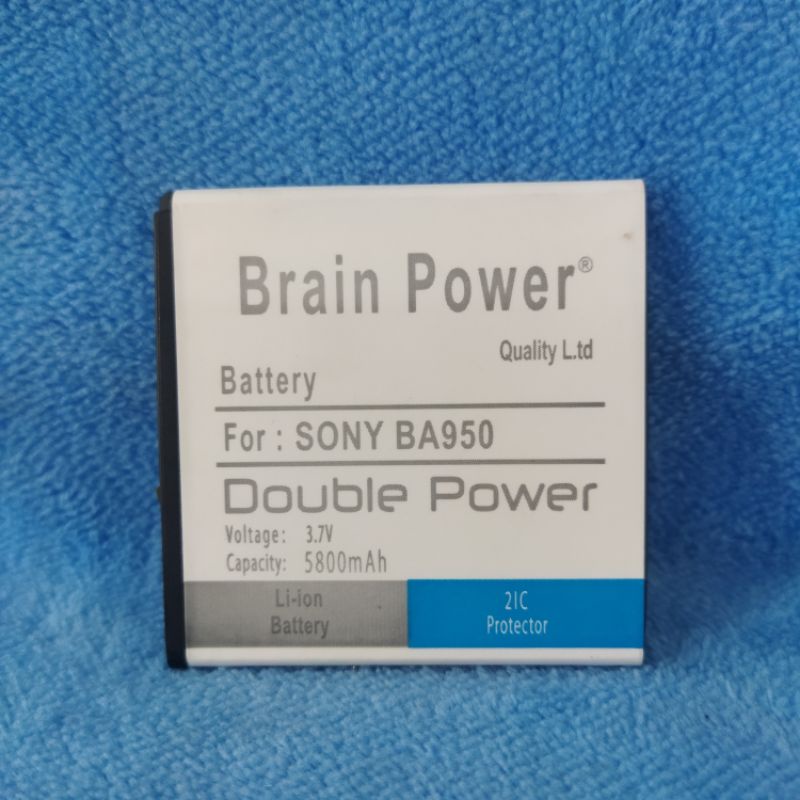 Brain Power®
Quality L.td
Battery
For : SONY BA950
Double Power
Voltage: 3.7V
Capacity: 5800mAh
Li-ion
Battery
2IC
Protector